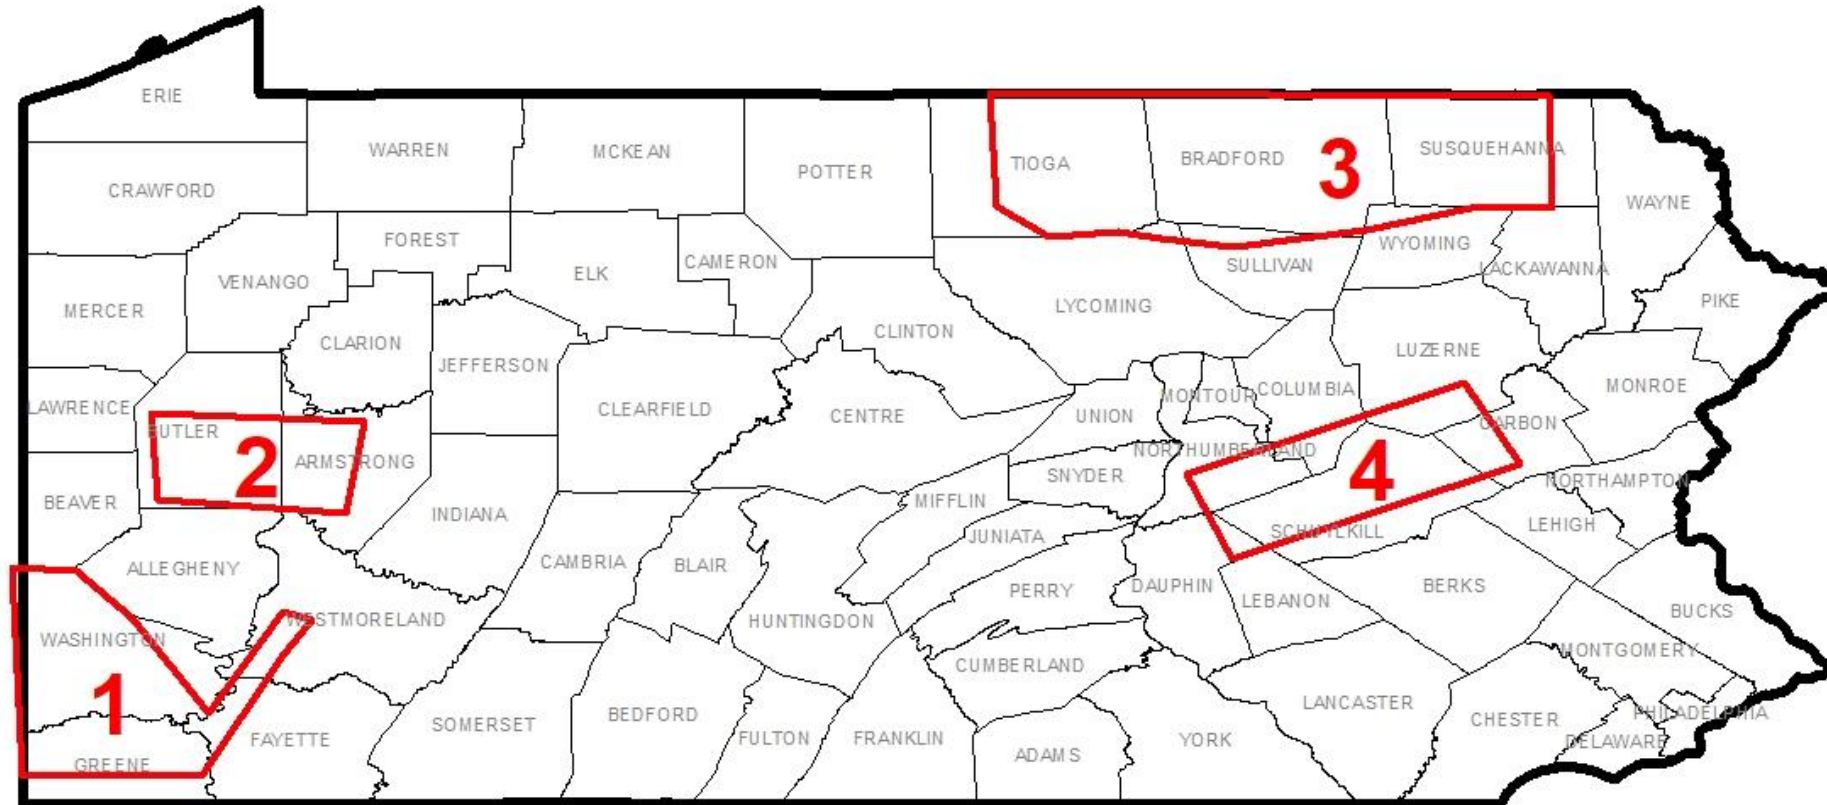 ERIE
WARREN
MCKEAN
POTTER
TIOGA
BRADFORD
3
SUSQUEHANNA
CRAWFORD
WAYNE
FOREST
WYOMING
VENANGO
ELK
CAMERON
SULLIVAN
LACKAWANNA
MERCER
LYCOMING
PIKE
CLARION
CLINTON
JEFFERSON
LUZERNE
LAWRENCE
CLEARFIELD
CENTRE
UNION
MONTOUR
COLUMBIA
MONROE
BUTLER
CARBON
2
ARMSTRONG
NORTHUMBERLAND
4
SNYDER
NORTHAMPTON
BEAVER
INDIANA
MIFFLIN
JUNIATA
SCHUYLKILL
LEHIGH
ALLEGHENY
CAMBRIA
BLAIR
PERRY
DAUPHIN
LEBANON
BERKS
BUCKS
WASHINGTON
WESTMORELAND
HUNTINGDON
CUMBERLAND
MONTGOMERY
1
LANCASTER
GREENE
FAYETTE
SOMERSET
BEDFORD
FULTON
FRANKLIN
ADAMS
YORK
CHESTER
PHILADELPHIA
DELAWARE